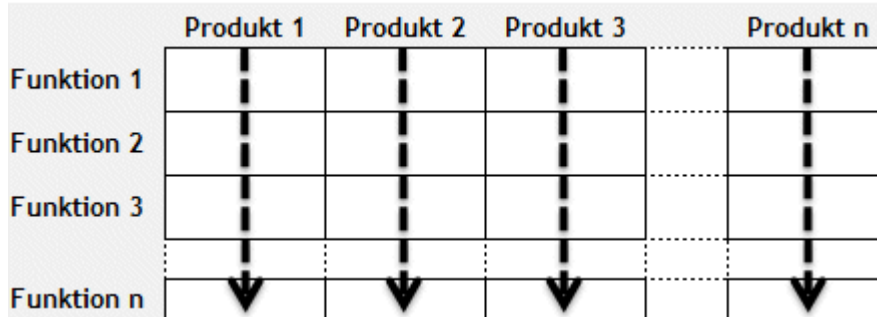 Produkt 1 Produkt 2 Produkt 3 Produkt n
Funktion 1
Funktion 2
Funktion 3
Funktion n